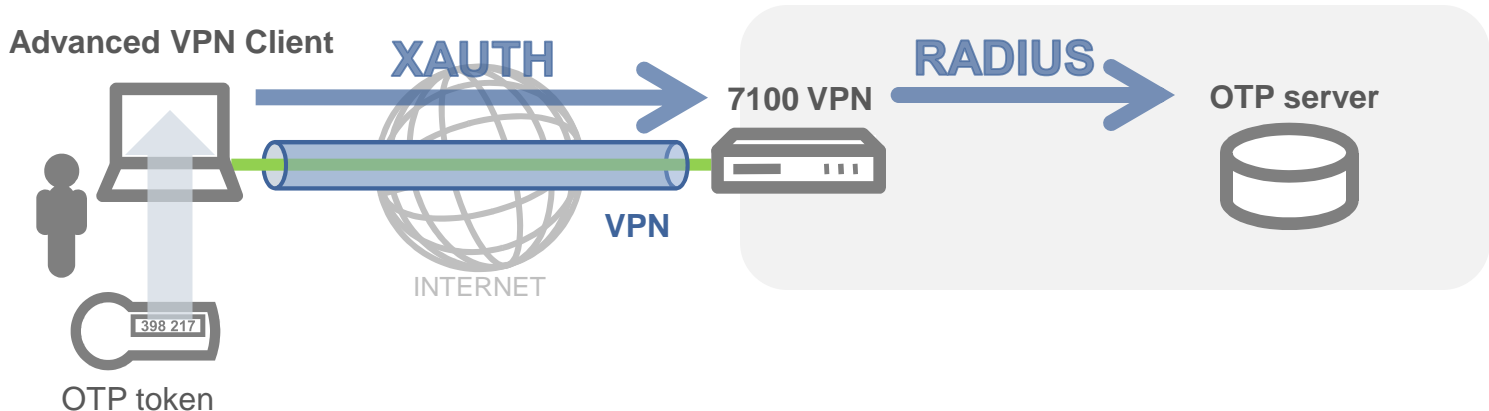 Advanced VPN Client
XAUTH
RADIUS
7100 VPN
OTP server
VPN
INTERNET
398 217
OTP token